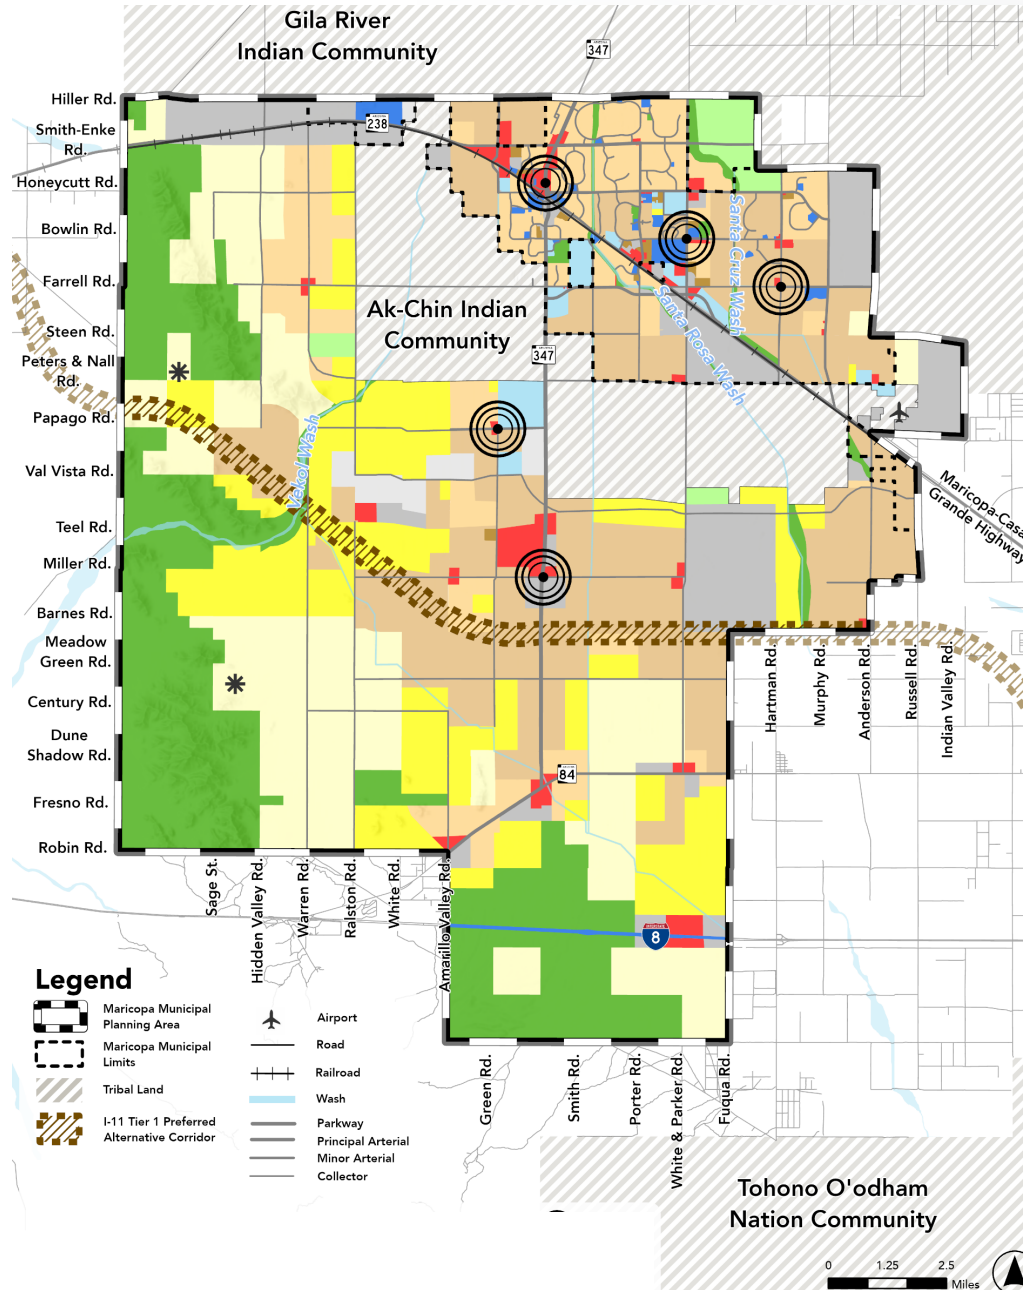 Gila River
Indian Community
347
Hiller Rd.
Smith-Enke
Rd.
238
Honeycutt Rd.
Bowlin Rd.
Santa Cruz Wash
Farrell Rd.
Ak-Chin Indian
Community
Santa Rosa Wash
Steen Rd.
347
Peters & Nall
Rd.
Papago Rd.
Vekol Wash
Val Vista Rd.
Maricopa-Casa
Grande Highway
Teel Rd.
Miller Rd.
Barnes Rd.
Meadow
Green Rd.
Hartman Rd.
Murphy Rd.
Anderson Rd.
Russell Rd.
Indian Valley Rd.
Century Rd.
Dune
Shadow Rd.
84
Fresno Rd.
Robin Rd.
Sage St.
Hidden Valley Rd.
Warren Rd.
Ralston Rd.
White Rd.
Amarillo Valley Rd.
8
Legend
Maricopa Municipal
Planning Area
Maricopa Municipal
Limits
Tribal Land
I-11 Tier 1 Preferred
Alternative Corridor
Airport
Road
Railroad
Wash
Parkway
Principal Arterial
Minor Arterial
Collector
Green Rd.
Smith Rd.
Porter Rd.
White & Parker Rd.
Fuqua Rd.
Tohono O'odham
Nation Community
0 1.25 2.5
Miles